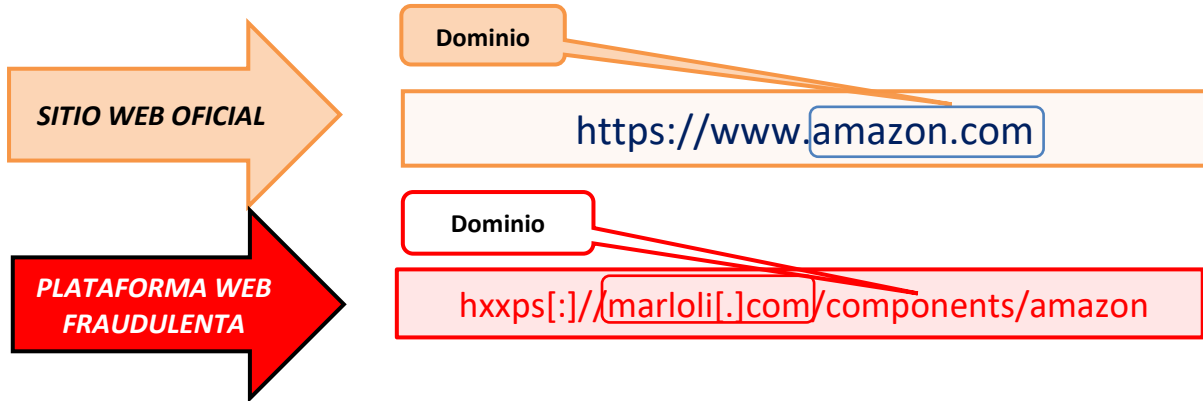 Dominio
SITIO WEB OFICIAL
https://www.amazon.com
Dominio
PLATAFORMA WEB
FRAUDULENTA
hxxps[:]//marloli[.]com/components/amazon